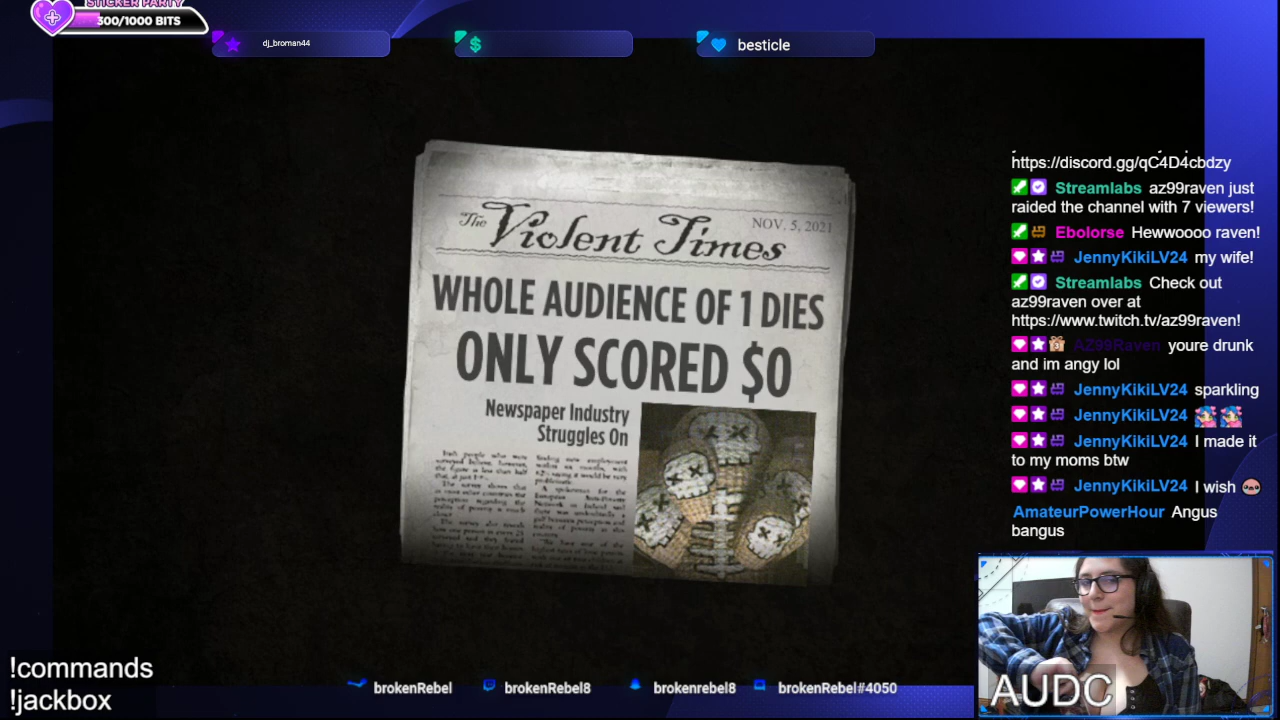 STICKER PARTY
300/1000 BITS
dj_broman44
$
besticle
The Violent Times
NOV. 5, 2021
WHOLE AUDIENCE OF 1 DIES
ONLY SCORED $0
Newspaper Industry
Struggles On
https://discord.gg/qC4D4cbdzy
Streamlabs az99raven just
raided the channel with 7 viewers!
Ebolorse Hewwoooo raven!
JennyKikiLV24 my wife!
Streamlabs Check out
az99raven over at
https://www.twitch.tv/az99raven!
AZ99Raven youre drunk
and im angy lol
JennyKikiLV24 sparkling
JennyKikiLV24
JennyKikiLV24 I made it
to my moms btw
JennyKikiLV24 I wish
AmateurPowerHour Angus
bangus
!commands
!jackbox
brokenRebel
brokenRebel8
brokenrebel8
brokenRebel#4050
AUDC